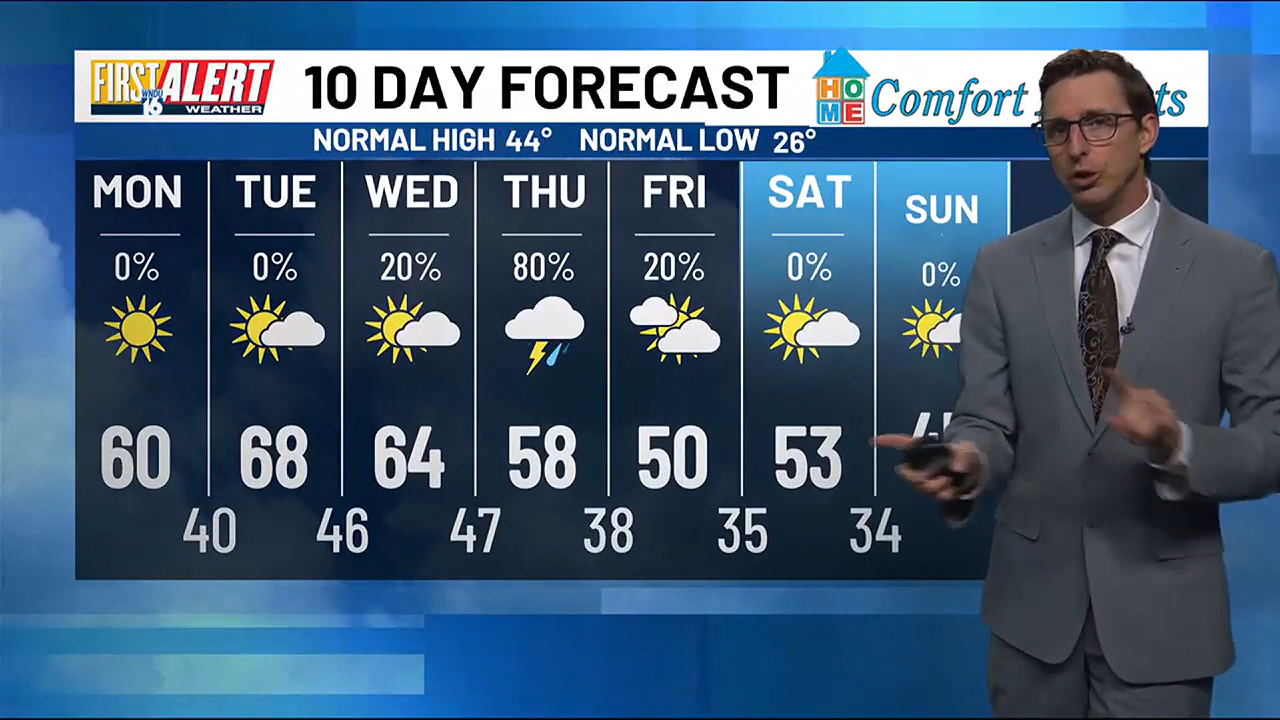 FIRST ALERT
WNDU
16
WEATHER
10 DAY FORECAST
HOME
Comfort
NORMAL HIGH 44° NORMAL LOW 26°
MON TUE WED THU FRI SAT SUN
0% 0% 20% 80% 20% 0% 0%
60 68 64 58 50 53
40 46 47 38 35 34